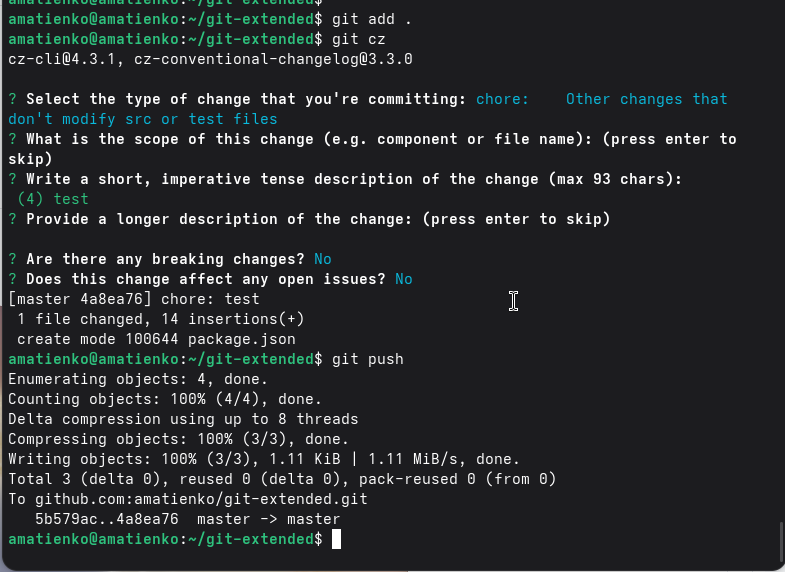 amatienko@amatienko:~/git-extended$ git add .
amatienko@amatienko:~/git-extended$ git cz
cz-cli@4.3.1, cz-conventional-changelog@3.3.0
? Select the type of change that you're committing: chore:    Other changes that
don't modify src or test files
? What is the scope of this change (e.g. component or file name): (press enter to
skip)
? Write a short, imperative tense description of the change (max 93 chars):
 (4) test
? Provide a longer description of the change: (press enter to skip)
? Are there any breaking changes? No
? Does this change affect any open issues? No
[master 4a8ea76] chore: test
 1 file changed, 14 insertions(+)
 create mode 100644 package.json
amatienko@amatienko:~/git-extended$ git push
Enumerating objects: 4, done.
Counting objects: 100% (4/4), done.
Delta compression using up to 8 threads
Compressing objects: 100% (3/3), done.
Writing objects: 100% (3/3), 1.11 KiB | 1.11 MiB/s, done.
Total 3 (delta 0), reused 0 (delta 0), pack-reused 0 (from 0)
To github.com:amatienko/git-extended.git
   5b579ac..4a8ea76  master -> master
amatienko@amatienko:~/git-extended$